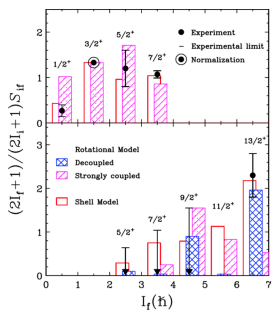 (2I_f+1)/(2I_i+1)S_if
3
2
1
0
1/2⁺
3/2⁺
5/2⁺
7/2⁺
Experiment
Experimental limit
Normalization
2
1
0
Rotational Model
Decoupled
Strongly coupled
Shell Model
5/2⁺
7/2⁺
9/2⁺
11/2⁺
13/2⁺
0 1 2 3 4 5 6 7
I_f(ℏ)